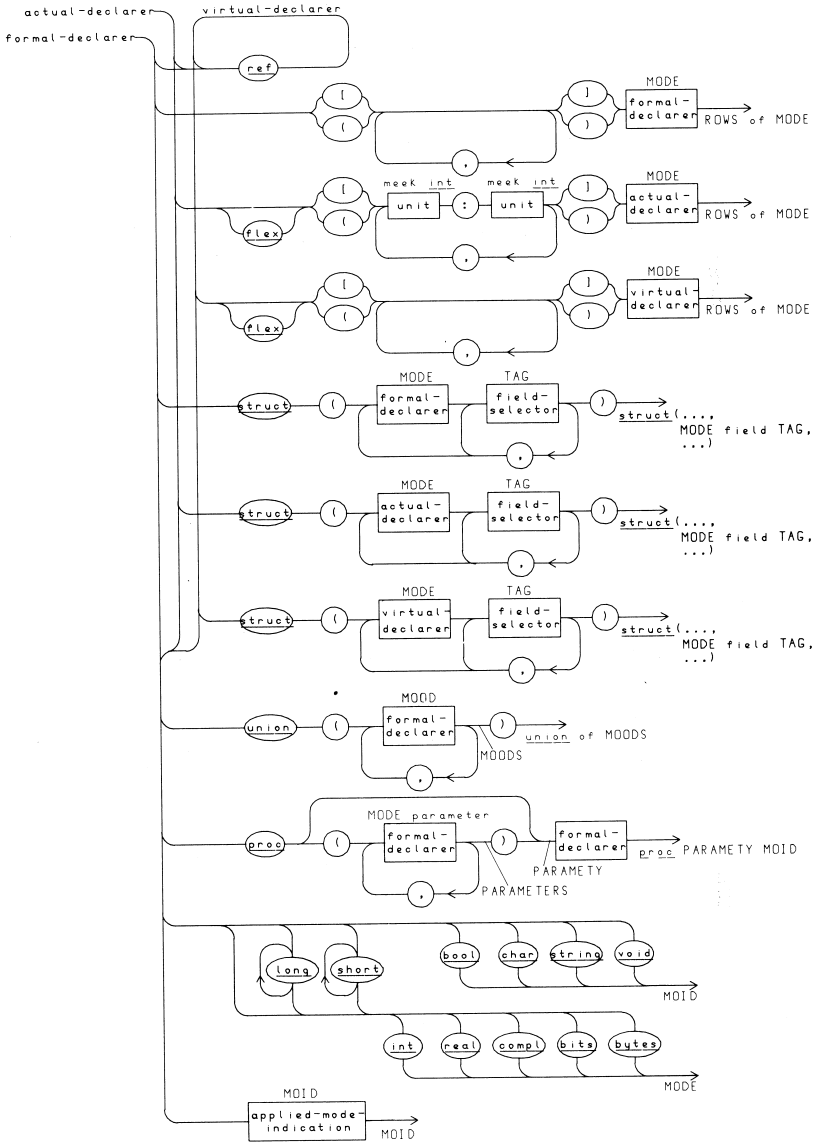 actual-declarer
virtual-declarer
formal-declarer
ref
MODE
[ ] formal-
( ) declarer
ROWS of MODE
,
meek int meek int MODE
[ unit : unit ] actual-
flex ( ) declarer
ROWS of MODE
,
MODE
[ ] virtual-
flex ( ) declarer
ROWS of MODE
,
MODE TAG
struct ( formal- field- )
declarer selector
struct(...,
MODE field TAG,
...)
,
MODE TAG
struct ( actual- field- )
declarer selector
struct(...,
MODE field TAG,
...)
,
MODE TAG
struct ( virtual- field- )
declarer selector
struct(...,
MODE field TAG,
...)
,
MOOD
union ( formal- )
declarer
union of MOODS
MOODS
,
MODE parameter
proc ( formal- ) formal-
declarer declarer
proc PARAMETY MOID
PARAMETY
PARAMETERS
,
long short bool char string void
MOID
int real compl bits bytes
MODE
MOID
applied-mode-
indication
MOID